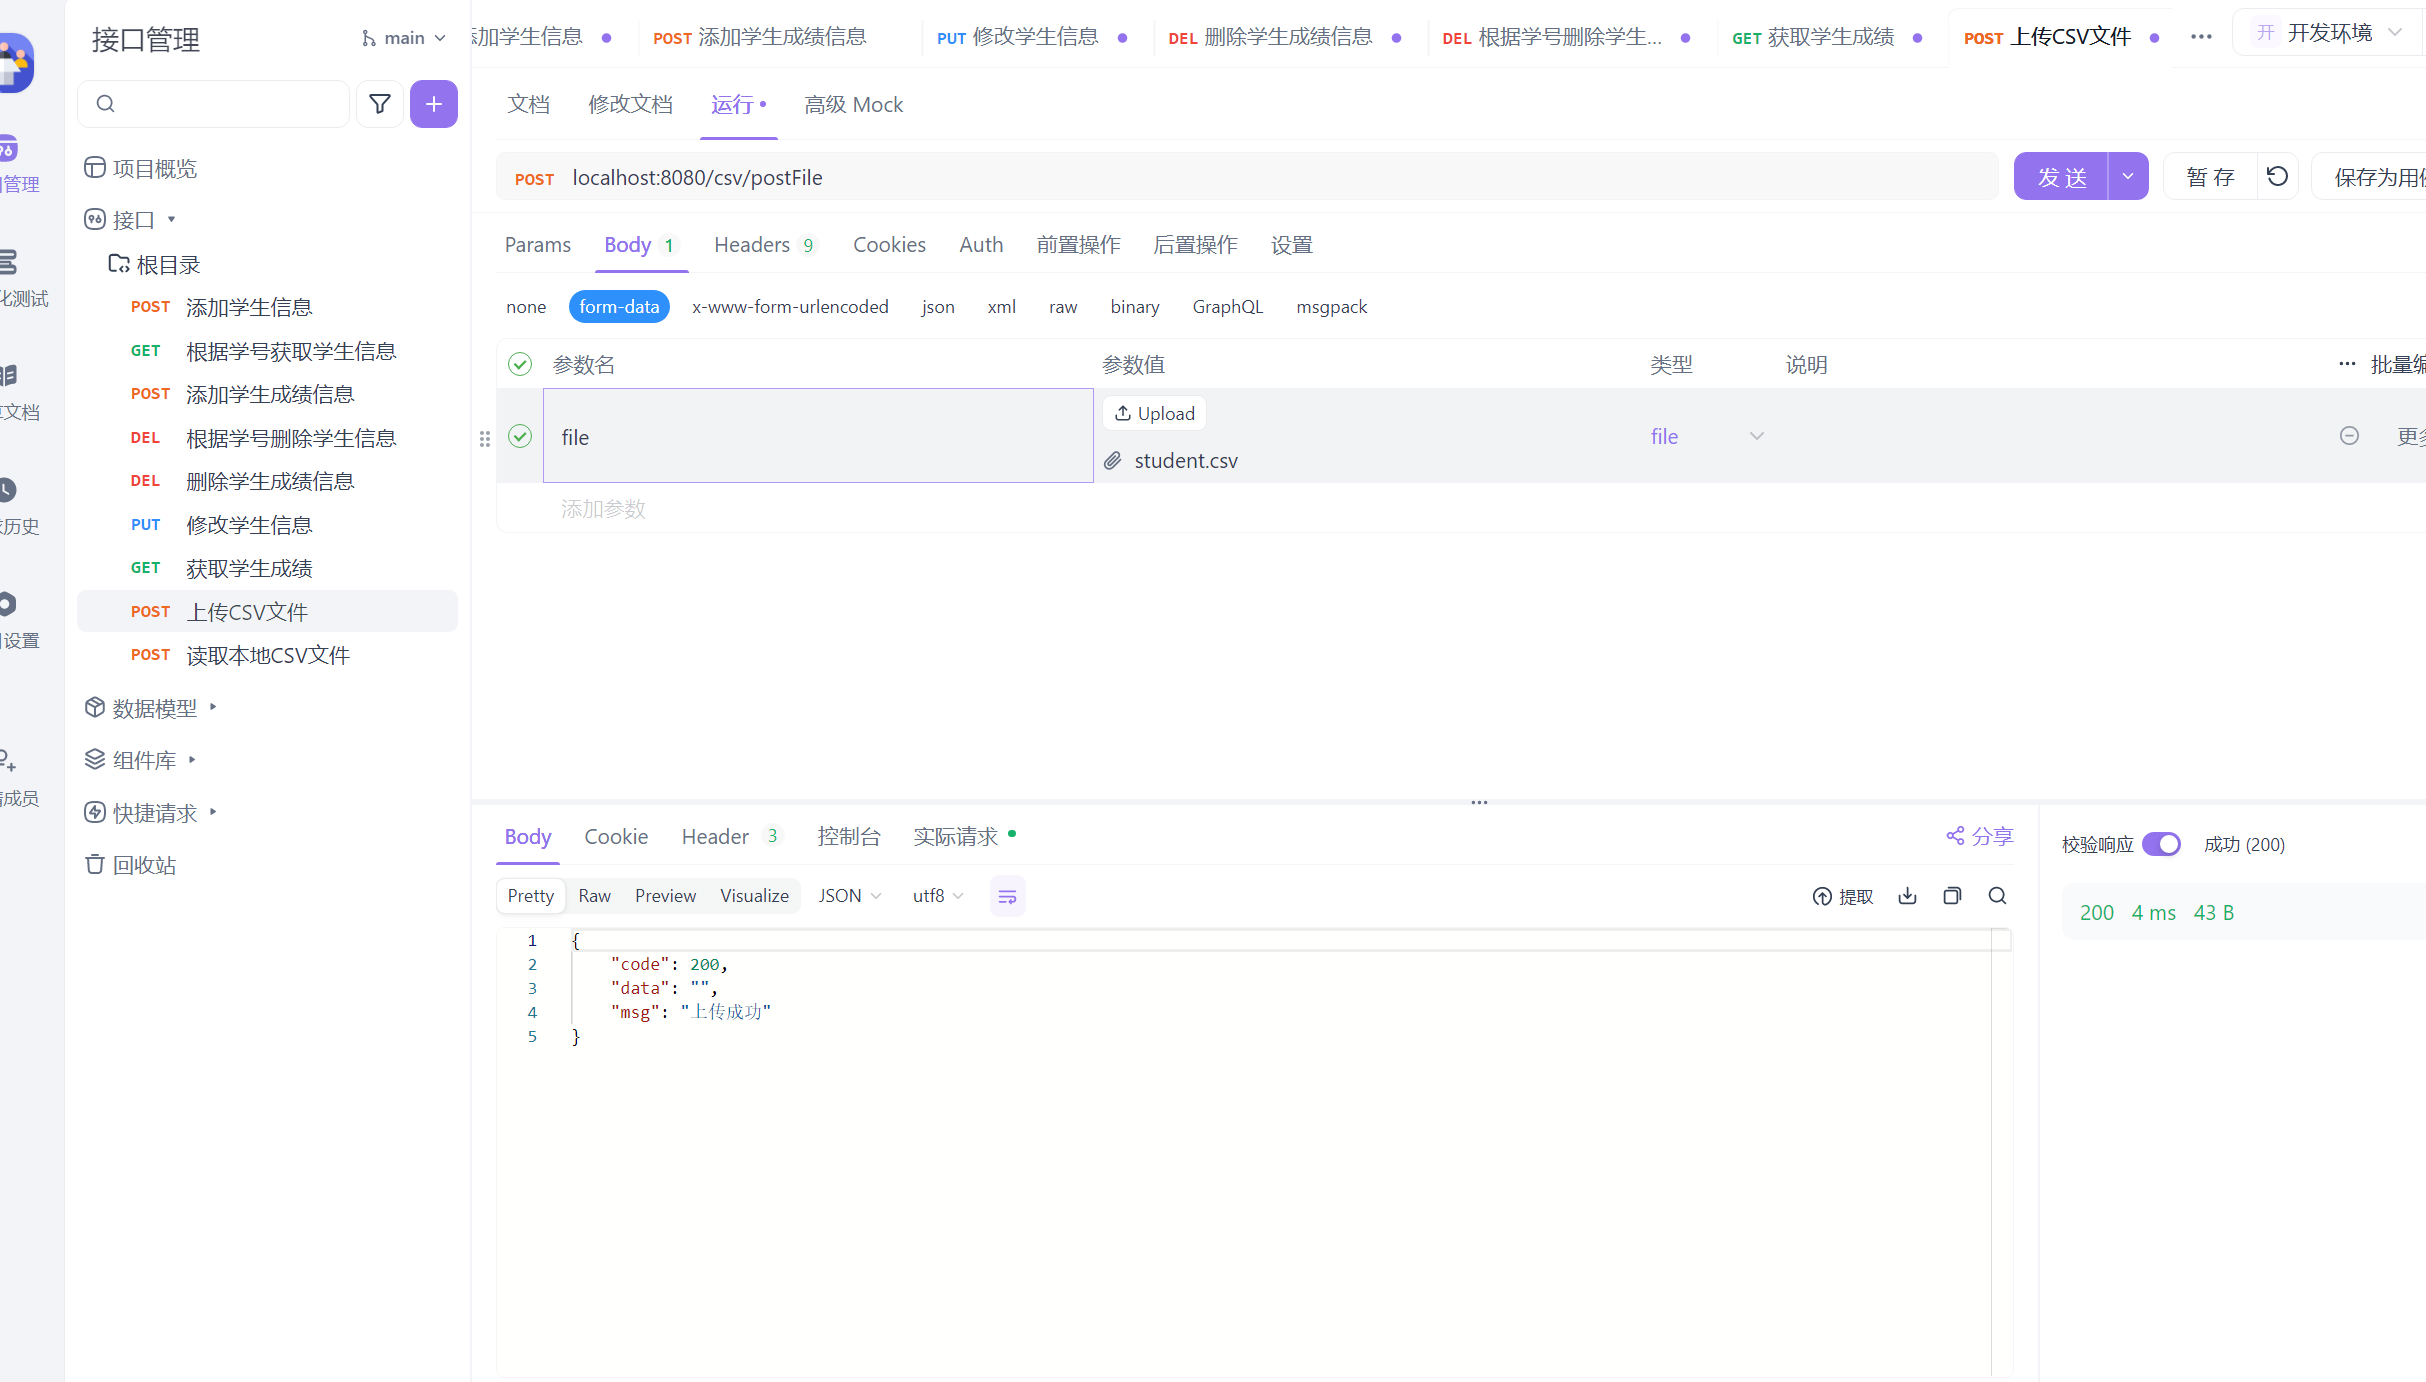 接口管理
main
项目概览
接口
根目录
POST 添加学生信息
GET 根据学号获取学生信息
POST 添加学生成绩信息
DEL 根据学号删除学生信息
DEL 删除学生成绩信息
PUT 修改学生信息
GET 获取学生成绩
POST 上传CSV文件
POST 读取本地CSV文件
数据模型
组件库
快捷请求
回收站
管理
化测试
文档
历史
设置
成员
加学生信息
POST 添加学生成绩信息
PUT 修改学生信息
DEL 删除学生成绩信息
DEL 根据学号删除学生...
GET 获取学生成绩
POST 上传CSV文件
开 开发环境
文档 修改文档 运行 高级 Mock
POST localhost:8080/csv/postFile
发 送
暂 存
保存为用
Params Body 1 Headers 9 Cookies Auth 前置操作 后置操作 设置
none form-data x-www-form-urlencoded json xml raw binary GraphQL msgpack
参数名 参数值 类型 说明 批量
file Upload file 更
student.csv
添加参数
Body Cookie Header 3 控制台 实际请求
分享
Pretty Raw Preview Visualize JSON utf8
提取
1 {
2 "code": 200,
3 "data": "",
4 "msg": "上传成功"
5 }
校验响应 成功 (200)
200 4 ms 43 B